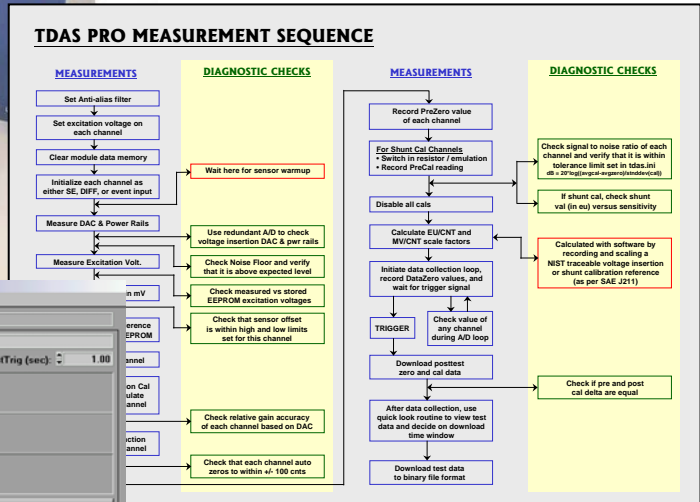 TDAS PRO MEASUREMENT SEQUENCE
MEASUREMENTS
Set Anti-alias filter
Set excitation voltage on
each channel
Clear module data memory
Initialize each channel as
either SE, DIFF, or event input
Measure DAC & Power Rails
Measure Excitation Volt.
in mV
EEPROM
annel
on Cal
ulate
annel
annel
tTrig (sec): 1.00
DIAGNOSTIC CHECKS
Wait here for sensor warmup
Use redundant A/D to check
voltage insertion DAC & pwr rails
Check Noise Floor and verify
that it is above expected level
Check measured vs stored
EEPROM excitation voltages
Check that sensor offset
is within high and low limits
set for this channel
Check relative gain accuracy
of each channel based on DAC
Check that each channel auto
zeros to within +/- 100 cnts
MEASUREMENTS
Record PreZero value
of each channel
For Shunt Cal Channels
• Switch in resistor / emulation
• Record PreCal reading
Disable all cals
Calculate EU/CNT and
MV/CNT scale factors
Initiate data collection loop,
record DataZero values, and
wait for trigger signal
TRIGGER
Check value of
any channel
during A/D loop
Download posttest
zero and cal data
After data collection, use
quick look routine to view test
data and decide on download
time window
Download test data
to binary file format
DIAGNOSTIC CHECKS
Check signal to noise ratio of each
channel and verify that it is within
tolerance limit set in tdas.ini
dB = 20*log((avgcal-avgzero)/stnddev(cal))
If shunt cal, check shunt
val (in eu) versus sensitivity
Calculated with software by
recording and scaling a
NIST traceable voltage insertion
or shunt calibration reference
(as per SAE J211)
Check if pre and post
cal delta are equal